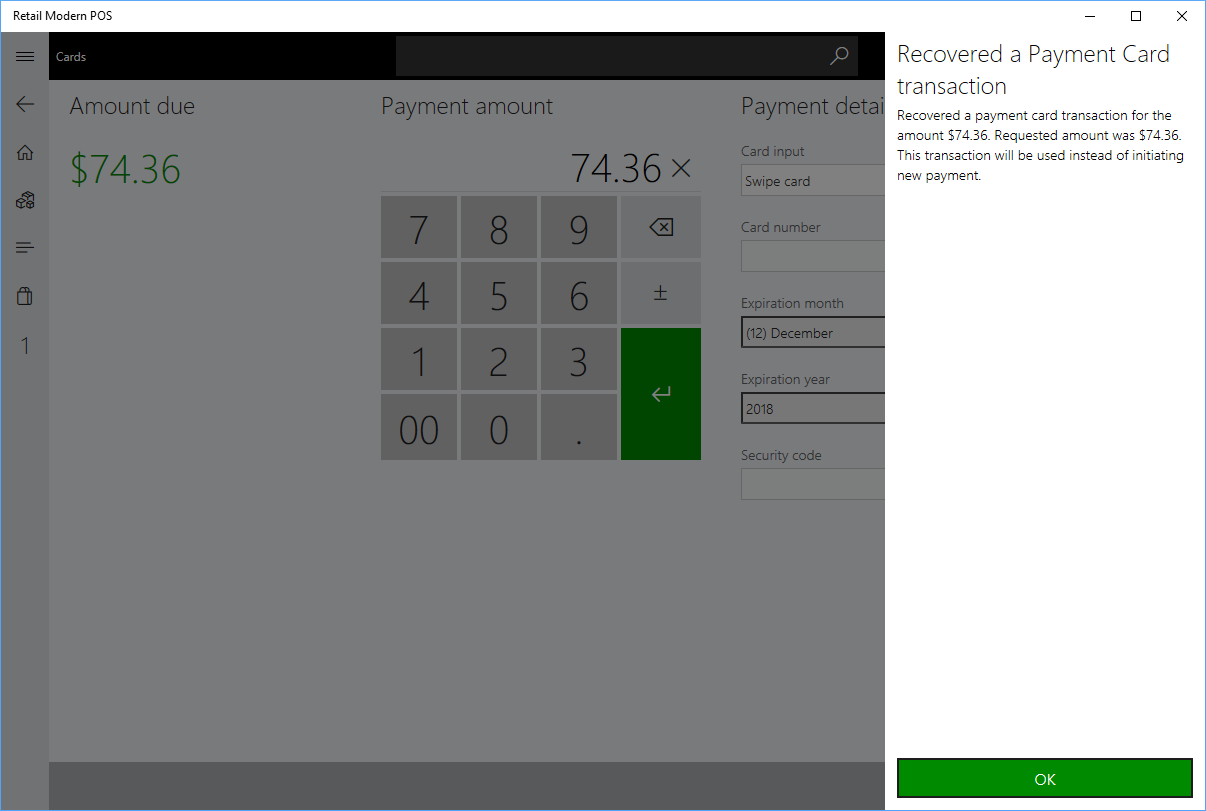 Retail Modern POS
Cards
Amount due
$74.36
Payment amount
74.36
7 8 9
4 5 6
±
1 2 3
00 0 .
1
Payment detai
Card input
Swipe card
Card number
Expiration month
(12) December
Expiration year
2018
Security code
Recovered a Payment Card
transaction
Recovered a payment card transaction for the
amount $74.36. Requested amount was $74.36.
This transaction will be used instead of initiating
new payment.
OK